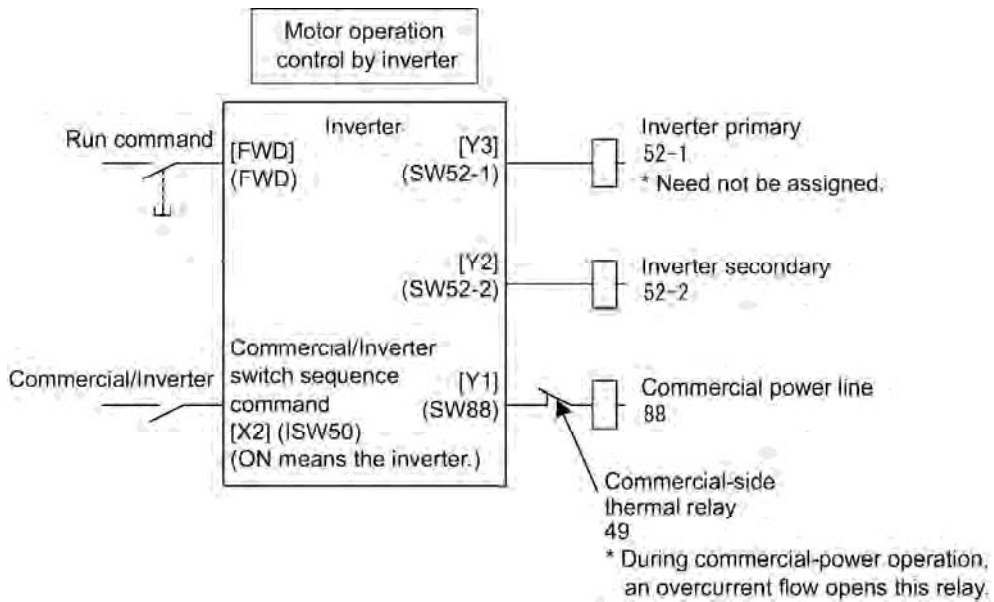 Motor operation
control by inverter
Run command
[FWD]
(FWD)
Inverter
[Y3]
(SW52-1)
Inverter primary
52-1
* Need not be assigned.
[Y2]
(SW52-2)
Inverter secondary
52-2
Commercial/Inverter
Commercial/Inverter
switch sequence
command
[X2] (ISW50)
(ON means the inverter.)
[Y1]
(SW88)
Commercial power line
88
Commercial-side
thermal relay
49
* During commercial-power operation,
an overcurrent flow opens this relay.